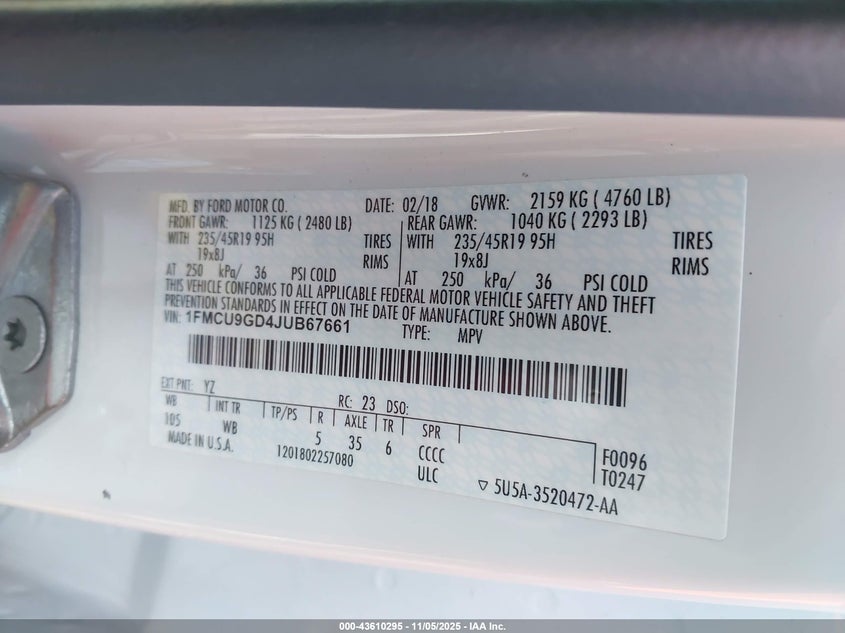 MFD. BY FORD MOTOR CO. DATE: 02/18 GVWR: 2159 KG ( 4760 LB)
FRONT GAWR: 1125 KG ( 2480 LB) REAR GAWR: 1040 KG ( 2293 LB)
WITH 235/45R19 95H TIRES WITH 235/45R19 95H TIRES
19x8J RIMS 19x8J RIMS
AT 250 kPa/ 36 PSI COLD AT 250 kPa/ 36 PSI COLD
THIS VEHICLE CONFORMS TO ALL APPLICABLE FEDERAL MOTOR VEHICLE SAFETY AND THEFT
PREVENTION STANDARDS IN EFFECT ON THE DATE OF MANUFACTURE SHOWN ABOVE.
VIN: 1FMCU9GD4JUB67661 TYPE: MPV
EXT PNT: YZ RC: 23 DSO:
WB INT TR TP/PS R AXLE TR SPR
105 WB 5 35 6 CCCC F0096
MADE IN U.S.A. 1201802257080 ULC T0247
▽ 5U5A-3520472-AA
000-43610295 - 11/05/2025 - IAA Inc.